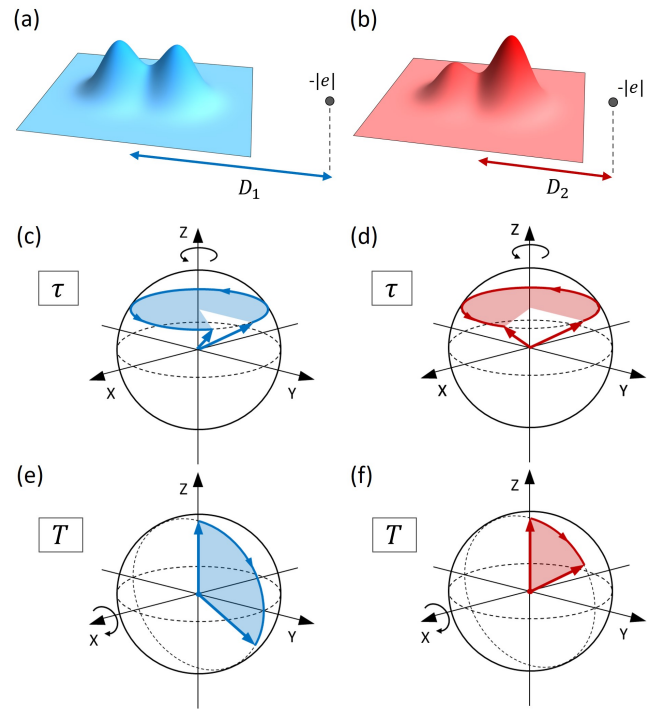 (a)
(b)
-|e|
-|e|
D₁
D₂
(c)
(d)
Z
Z
τ
τ
X
Y
X
Y
(e)
(f)
Z
Z
T
T
X
Y
X
Y